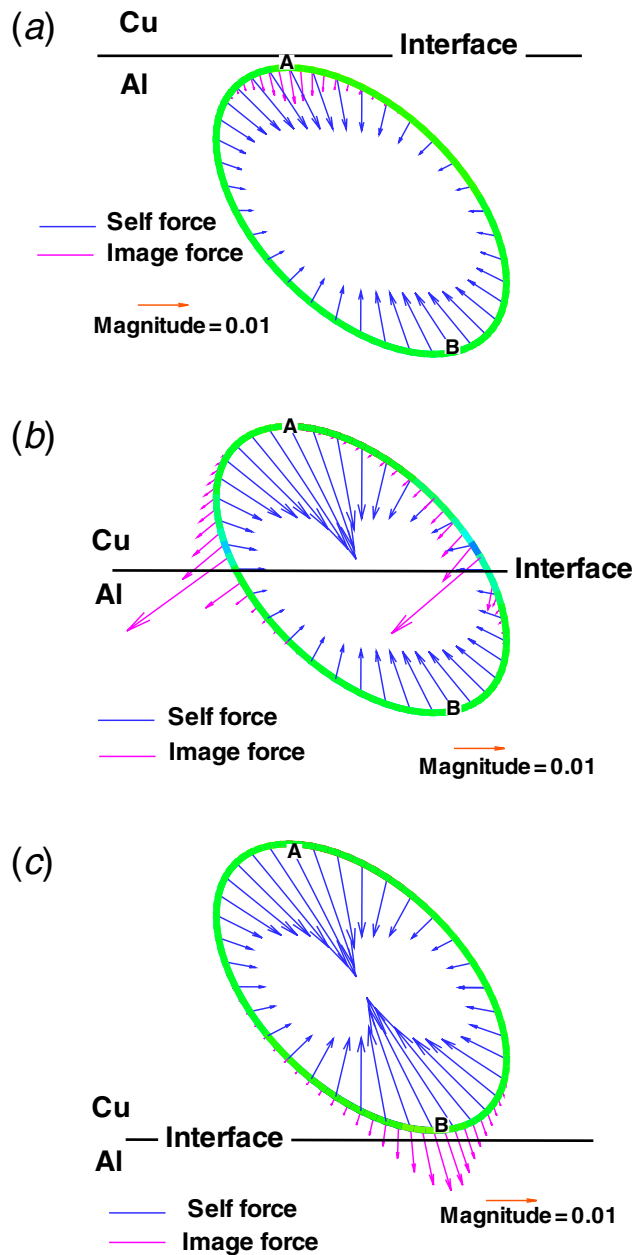 (a)
Cu
Interface
A
Al
Self force
Image force
Magnitude = 0.01
B
(b)
A
Cu
Interface
Al
B
Self force
Image force
Magnitude = 0.01
(c)
A
Cu
B
Interface
Al
Self force
Image force
Magnitude = 0.01